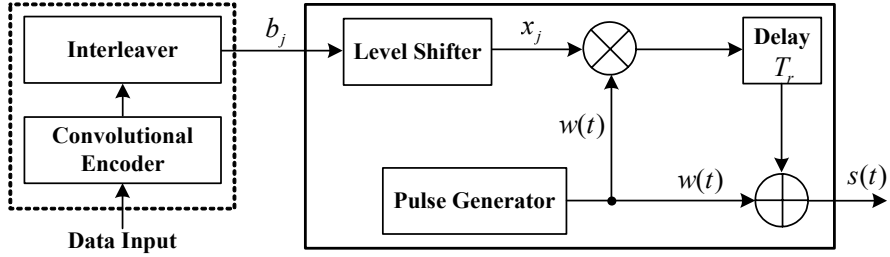 Interleaver
b_j
Level Shifter
x_j
Delay
T_r
Convolutional
Encoder
w(t)
Pulse Generator
w(t)
s(t)
Data Input